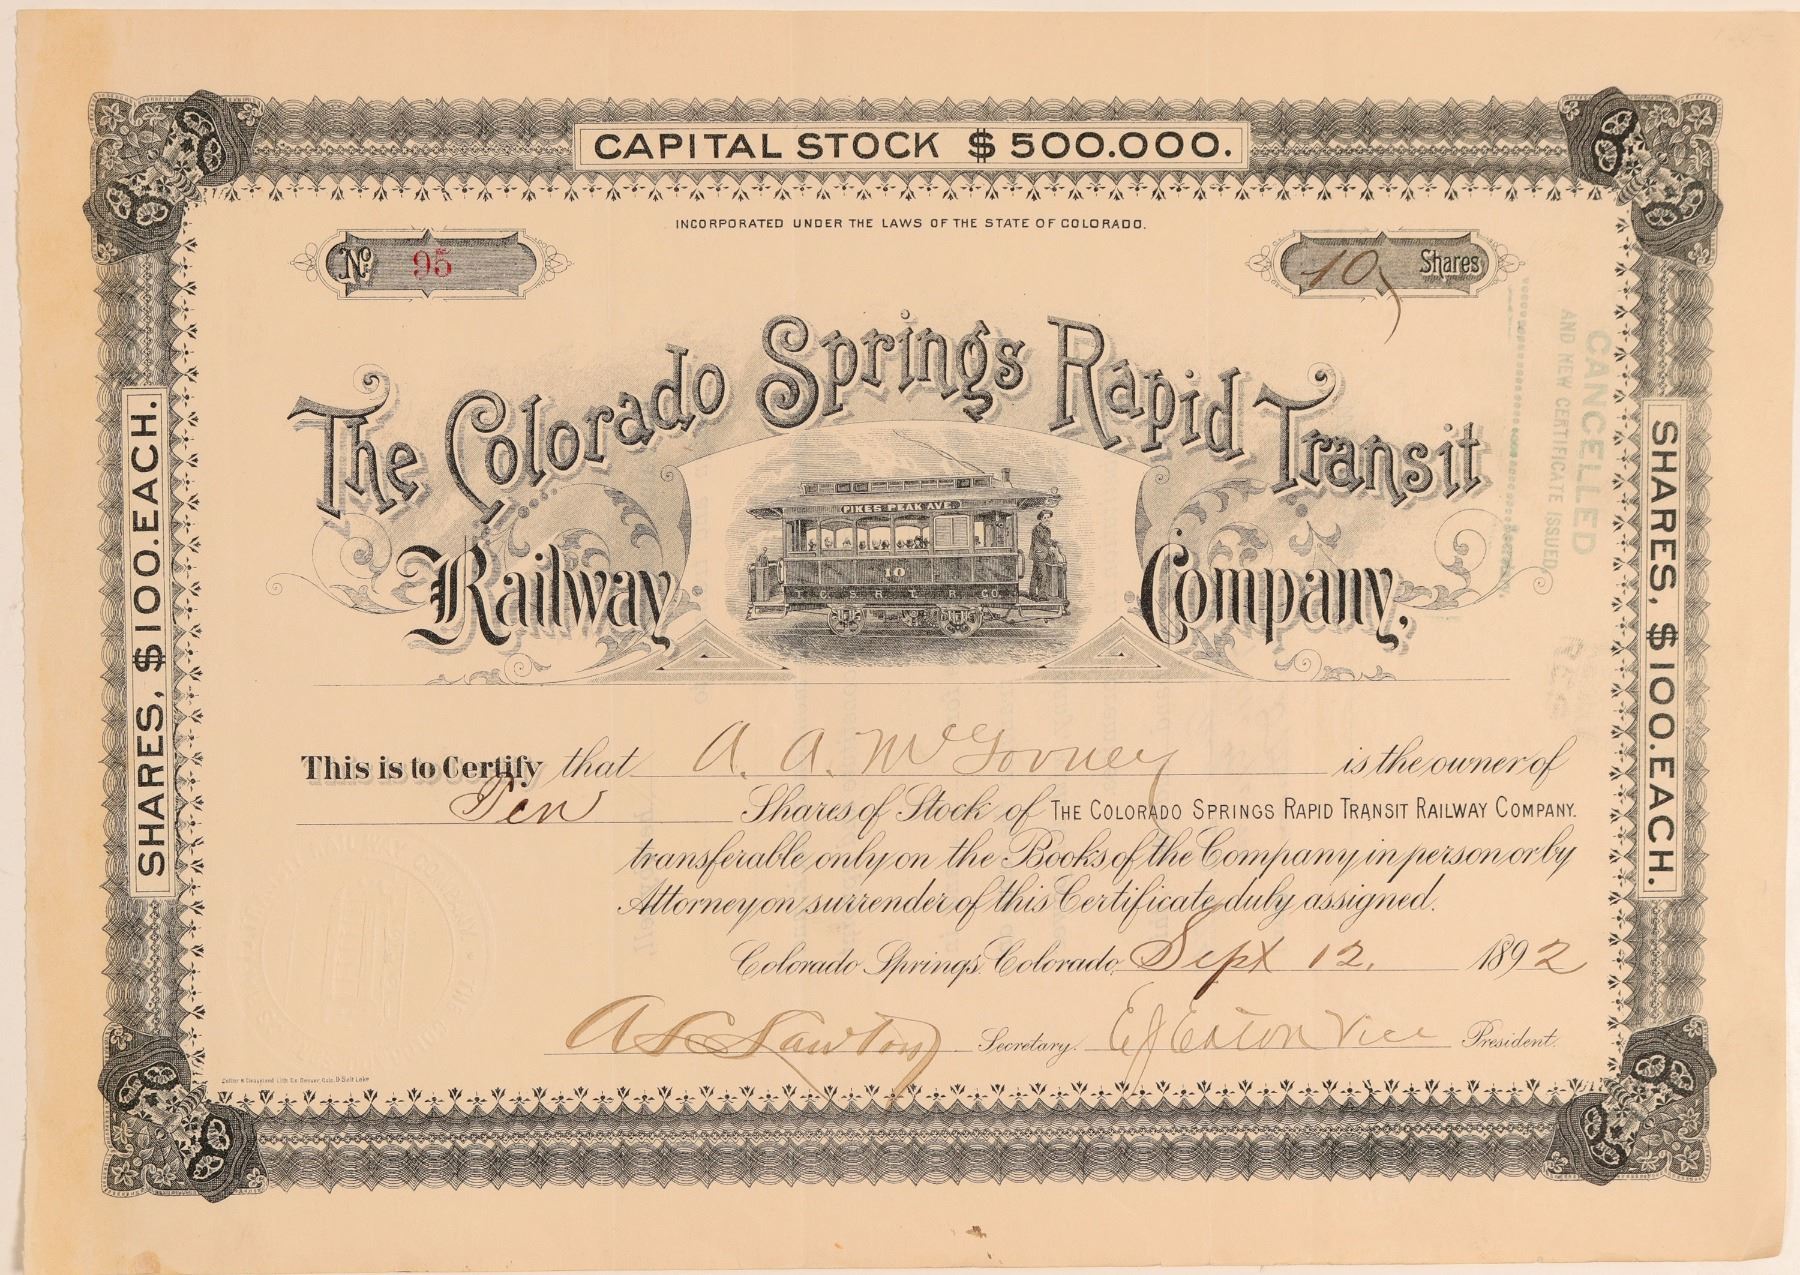 CAPITAL STOCK $500.000.
INCORPORATED UNDER THE LAWS OF THE STATE OF COLORADO.
No. 95
10 Shares
The Colorado Springs Rapid Transit
Railway Company,
PIKES PEAK AVE.
10
SHARES, $100. EACH.
SHARES, $100. EACH.
CANCELLED
AND NEW CERTIFICATE ISSUED
This is to Certify that A. A. McGovney is the owner of
Ten Shares of Stock of THE COLORADO SPRINGS RAPID TRANSIT RAILWAY COMPANY.
transferable only on the Books of the Company in person or by
Attorney on surrender of this Certificate duly assigned.
Colorado Springs, Colorado, Sept 12, 1892
Secretary. E J Eaton Vice President.
RAILWAY COMPANY